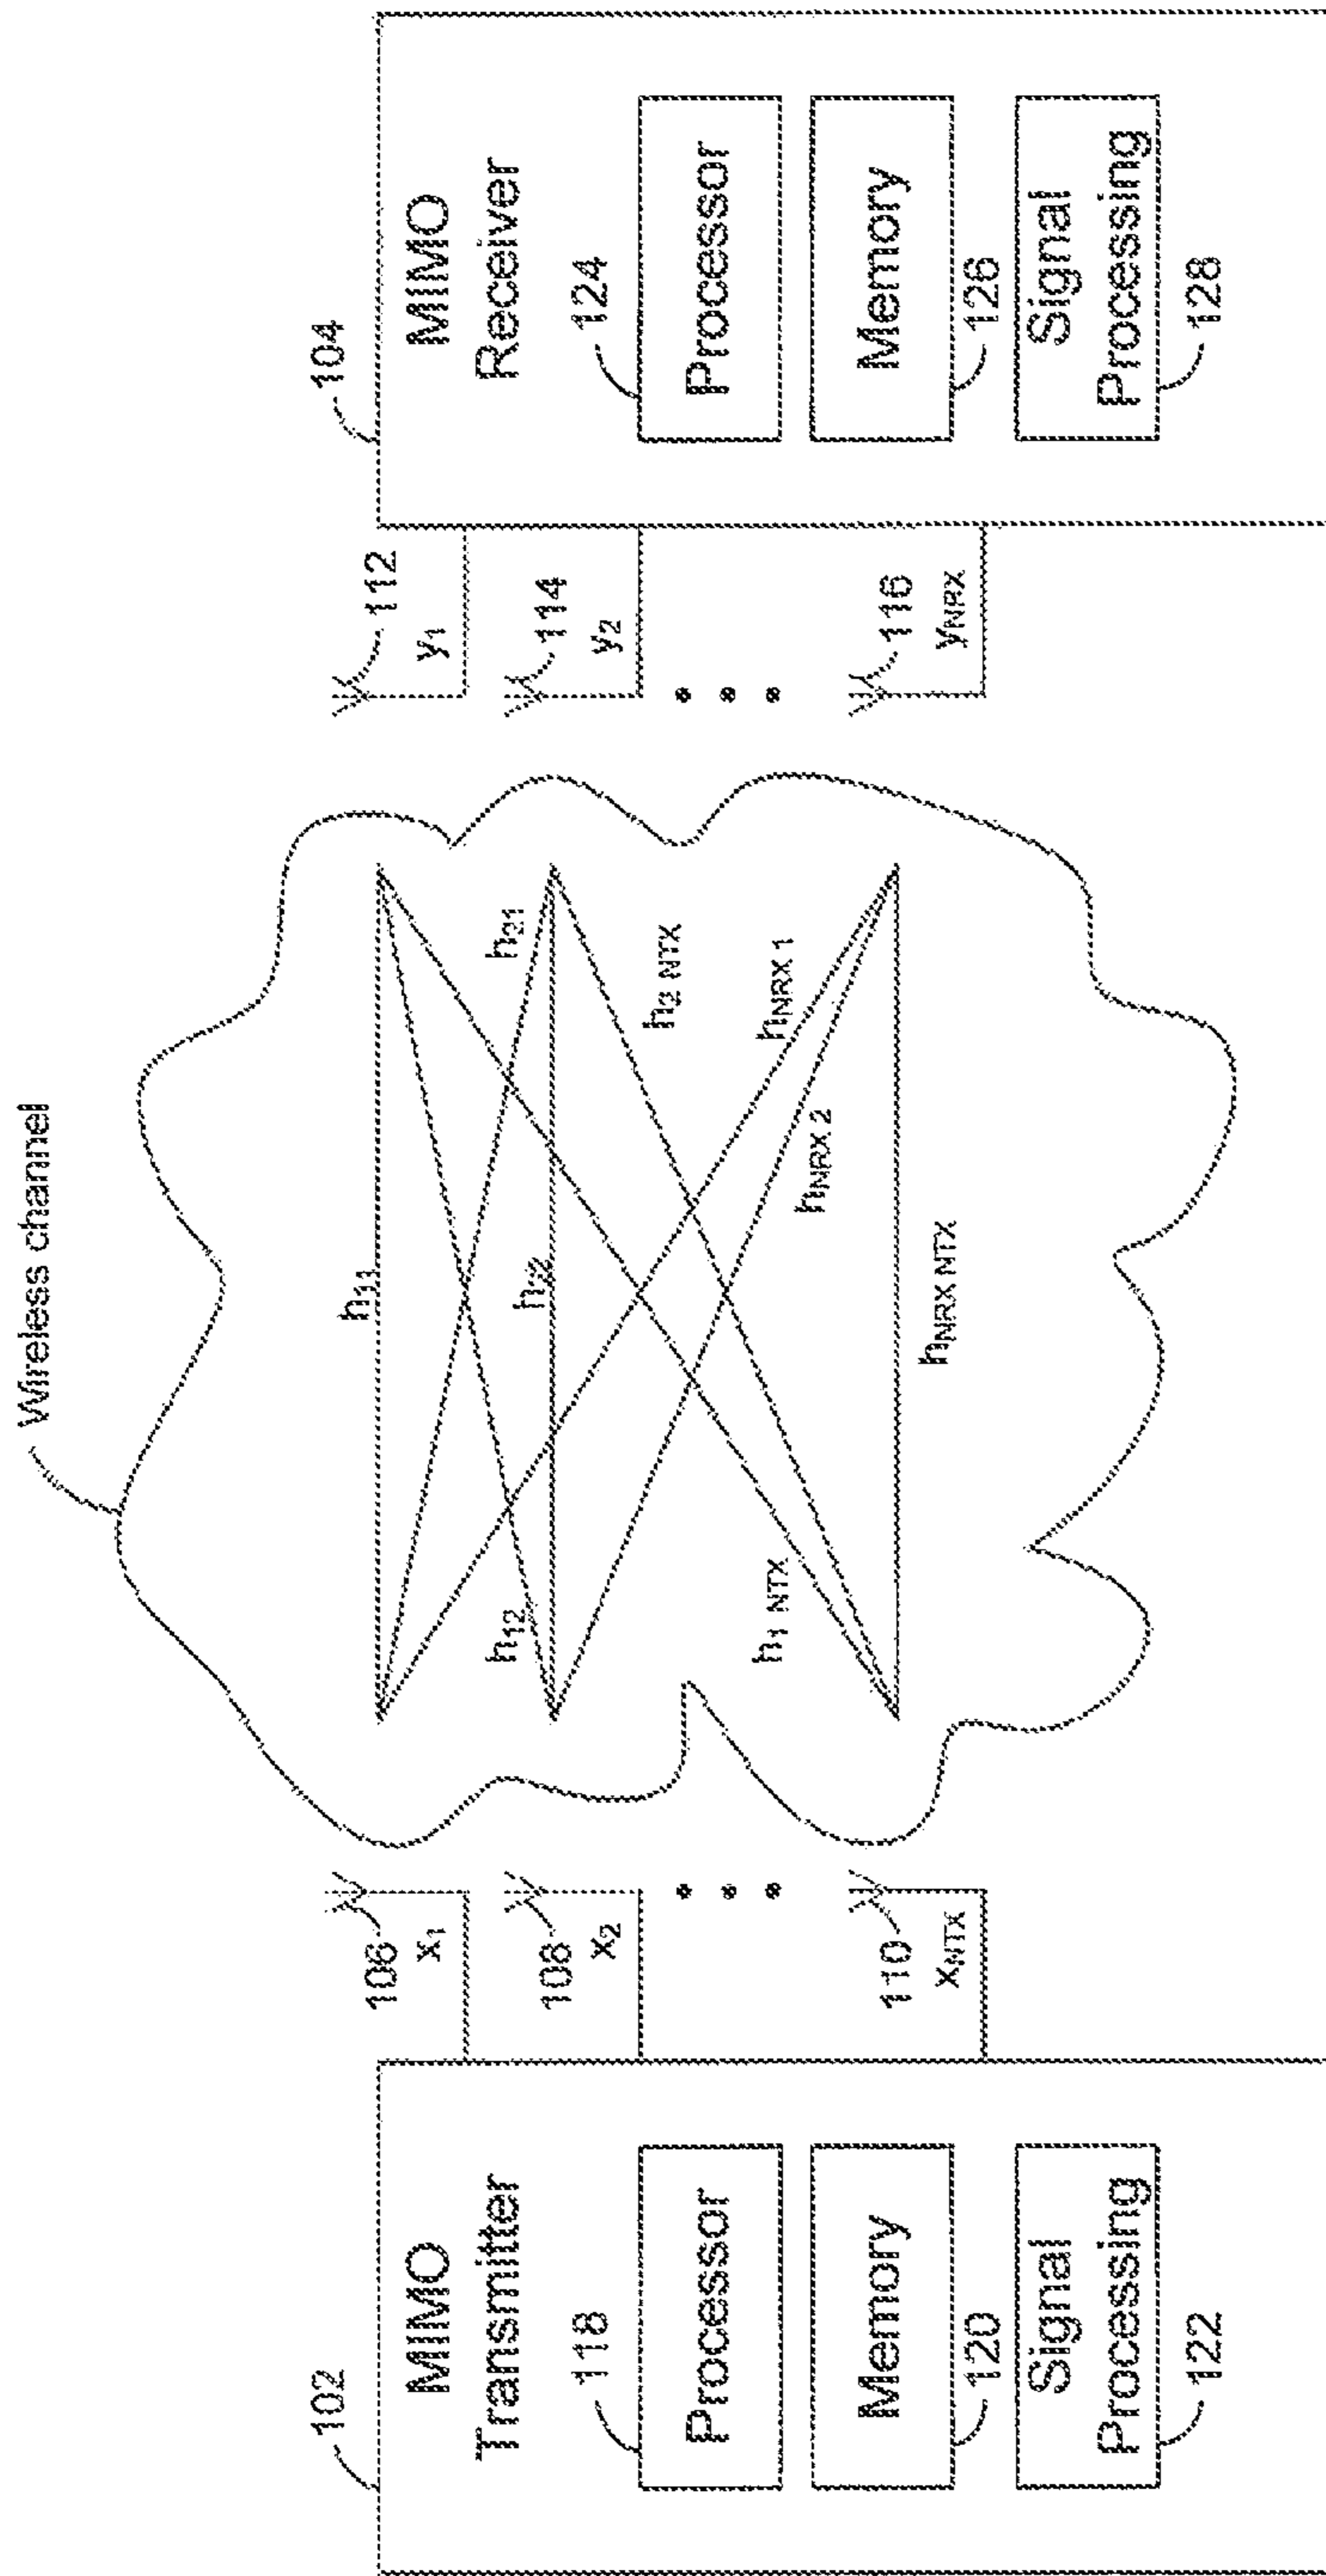 Wireless channel
102
MIMO
Transmitter
118
Processor
Memory
120
Signal
Processing
122
106
x1
108
x2
110
xNTX
h11
h12
h21
h22
h2 NTX
h1 NTX
hNRX 1
hNRX 2
hNRX NTX
112
y1
114
y2
116
yNRX
104
MIMO
Receiver
124
Processor
Memory
126
Signal
Processing
128